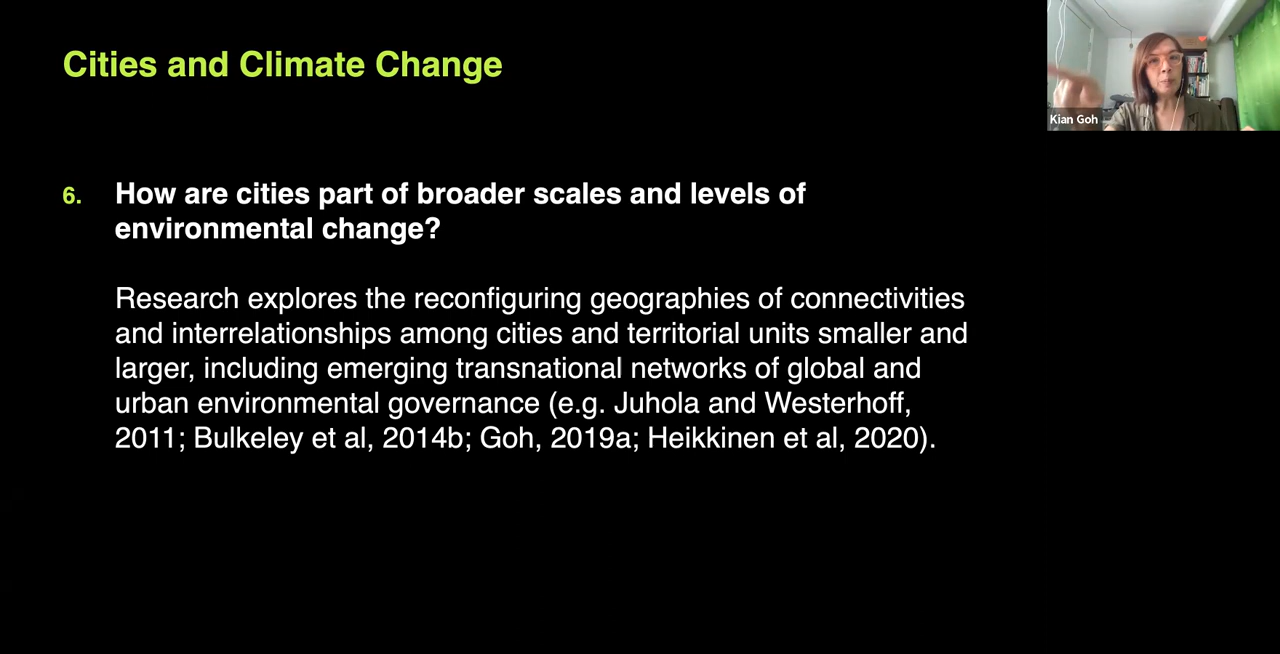 Cities and Climate Change
Kian Goh
6. How are cities part of broader scales and levels of
environmental change?
Research explores the reconfiguring geographies of connectivities
and interrelationships among cities and territorial units smaller and
larger, including emerging transnational networks of global and
urban environmental governance (e.g. Juhola and Westerhoff,
2011; Bulkeley et al, 2014b; Goh, 2019a; Heikkinen et al, 2020).